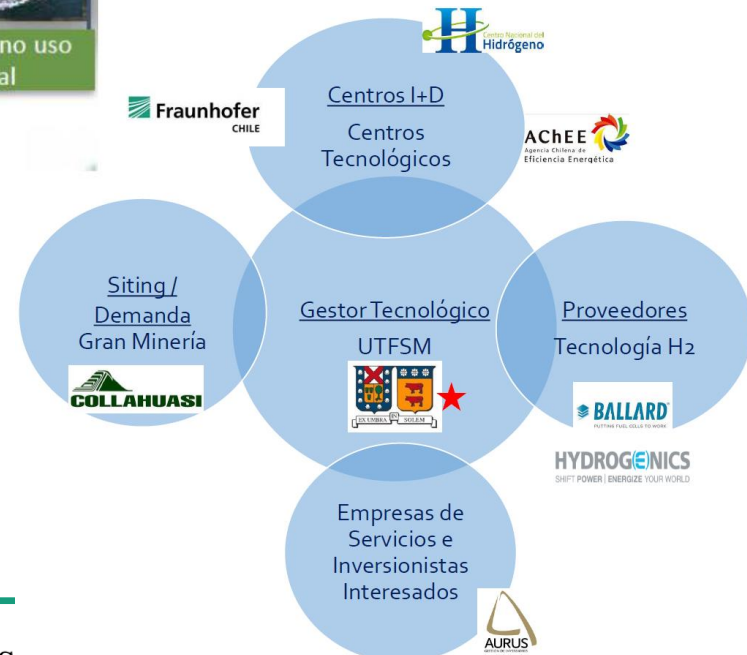 no uso
al
Centro Nacional del
Hidrógeno
Fraunhofer
CHILE
Centros I+D
Centros
Tecnológicos
AChEE
Agencia Chilena de
Eficiencia Energética
Siting /
Demanda
Gran Minería
COLLAHUASI
Gestor Tecnológico
UTFSM
EX UMBRA IN SOLEM
Proveedores
Tecnología H2
BALLARD
PUTTING FUEL CELLS TO WORK
HYDROGENICS
SHIFT POWER | ENERGIZE YOUR WORLD
Empresas de
Servicios e
Inversionistas
Interesados
AURUS